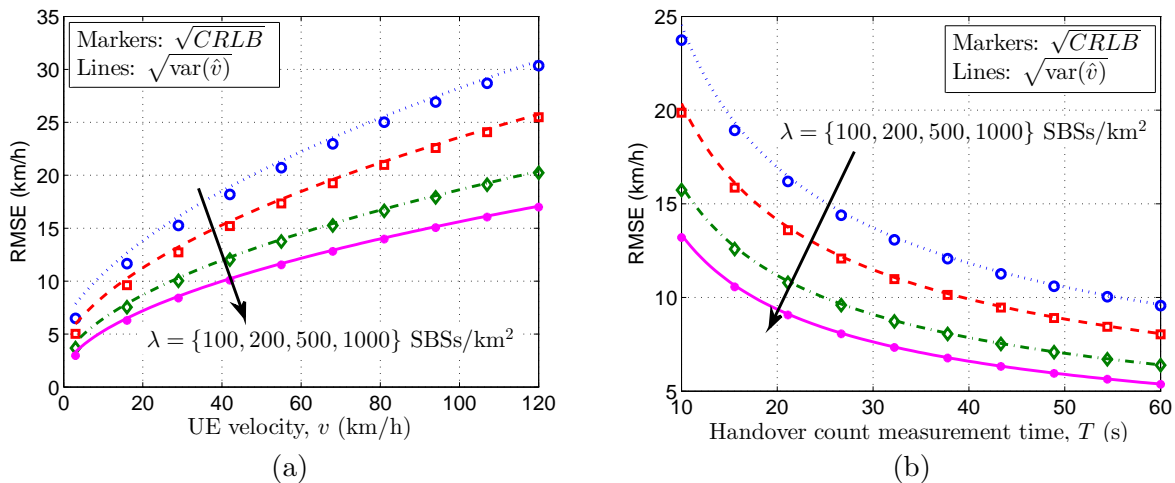 35
30
25
20
15
10
5
0
RMSE (km/h)
Markers: √CRLB
Lines: √var(v̂)
λ = {100, 200, 500, 1000} SBSs/km²
0 20 40 60 80 100 120
UE velocity, v (km/h)
(a)
25
20
15
10
5
RMSE (km/h)
Markers: √CRLB
Lines: √var(v̂)
λ = {100, 200, 500, 1000} SBSs/km²
10 20 30 40 50 60
Handover count measurement time, T (s)
(b)